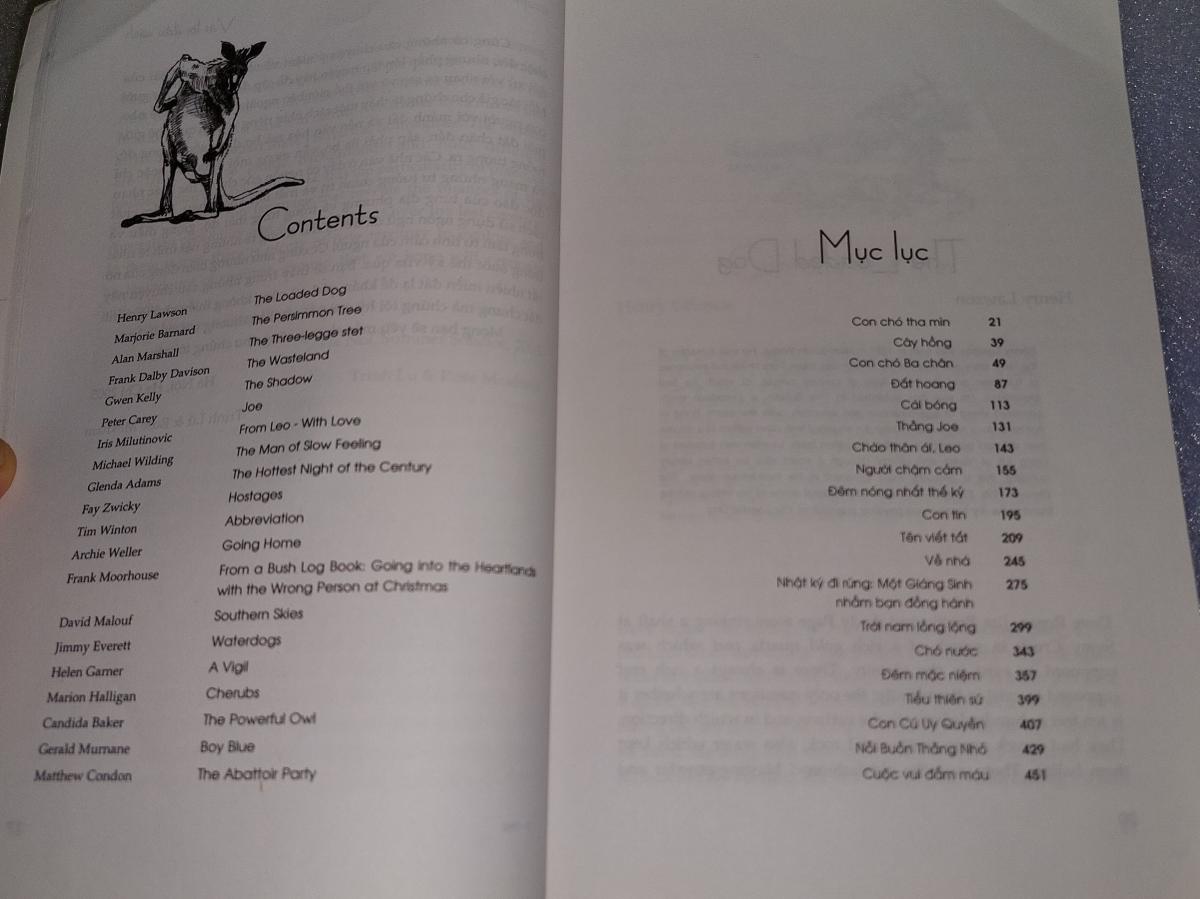 Contents
Henry Lawson The Loaded Dog
Marjorie Barnard The Persimmon Tree
Alan Marshall The Three-legge stet
Frank Dalby Davison The Wasteland
Gwen Kelly The Shadow
Peter Carey Joe
Iris Milutinovic From Leo - With Love
Michael Wilding The Man of Slow Feeling
Glenda Adams The Hottest Night of the Century
Fay Zwicky Hostages
Tim Winton Abbreviation
Archie Weller Going Home
Frank Moorhouse From a Bush Log Book: Going into the Heartlands
with the Wrong Person at Christmas
David Malouf Southern Skies
Jimmy Everett Waterdogs
Helen Garner A Vigil
Marion Halligan Cherubs
Candida Baker The Powerful Owl
Gerald Murnane Boy Blue
Matthew Condon The Abattoir Party
Mục lục
Con chó tha mìn 21
Cây hồng 39
Con chó Ba chân 49
Đất hoang 87
Cái bóng 113
Thằng Joe 131
Chào thân ái, Leo 143
Người chậm cảm 155
Đêm nóng nhất thế kỷ 173
Con tin 195
Tên viết tắt 209
Về nhà 245
Nhật ký đi rừng: Một Giáng Sinh 275
nhầm bạn đồng hành
Trời nam lồng lộng 299
Chó nước 343
Đêm mặc niệm 357
Tiểu thiên sứ 399
Con Cú Uy Quyền 407
Nỗi Buồn Thằng Nhỏ 429
Cuộc vui đẫm máu 451